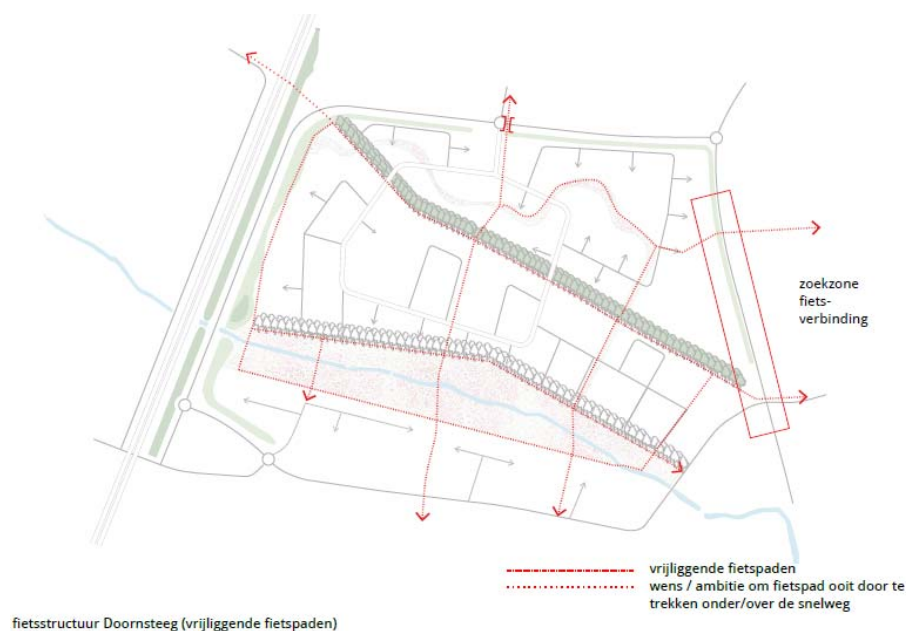 zoekzone
fiets-
verbinding
vrijliggende fietspaden
wens / ambitie om fietspad ooit door te
trekken onder/over de snelweg
fietsstructuur Doornsteeg (vrijliggende fietspaden)